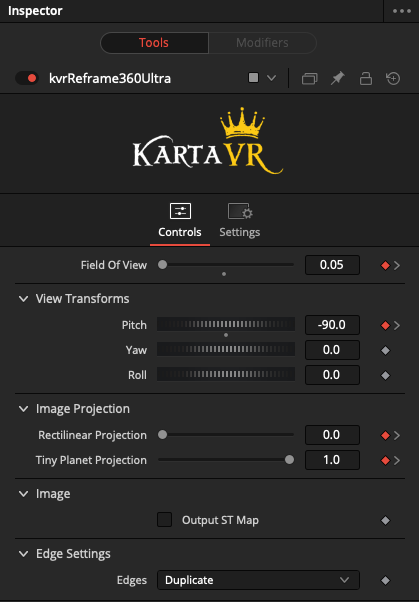 Inspector
Tools Modifiers
kvrReframe360Ultra
KARTAVR
Controls Settings
Field Of View 0.05
View Transforms
Pitch -90.0
Yaw 0.0
Roll 0.0
Image Projection
Rectilinear Projection 0.0
Tiny Planet Projection 1.0
Image
Output ST Map
Edge Settings
Edges Duplicate